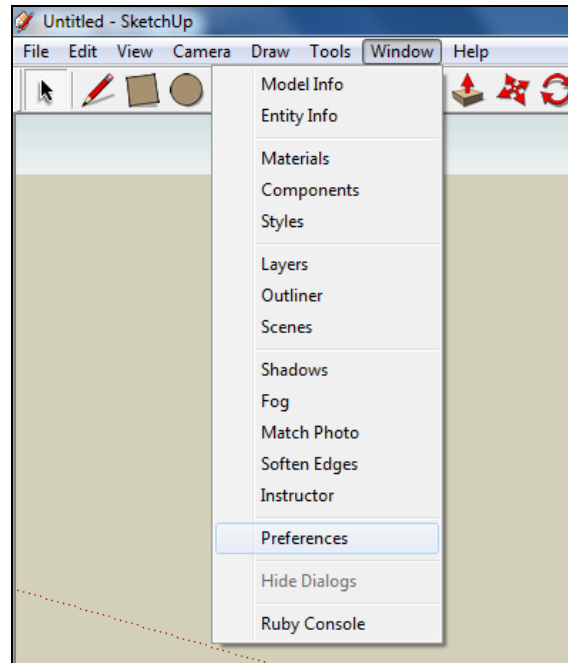 Untitled - SketchUp
File Edit View Camera Draw Tools Window Help
Model Info
Entity Info
Materials
Components
Styles
Layers
Outliner
Scenes
Shadows
Fog
Match Photo
Soften Edges
Instructor
Preferences
Hide Dialogs
Ruby Console